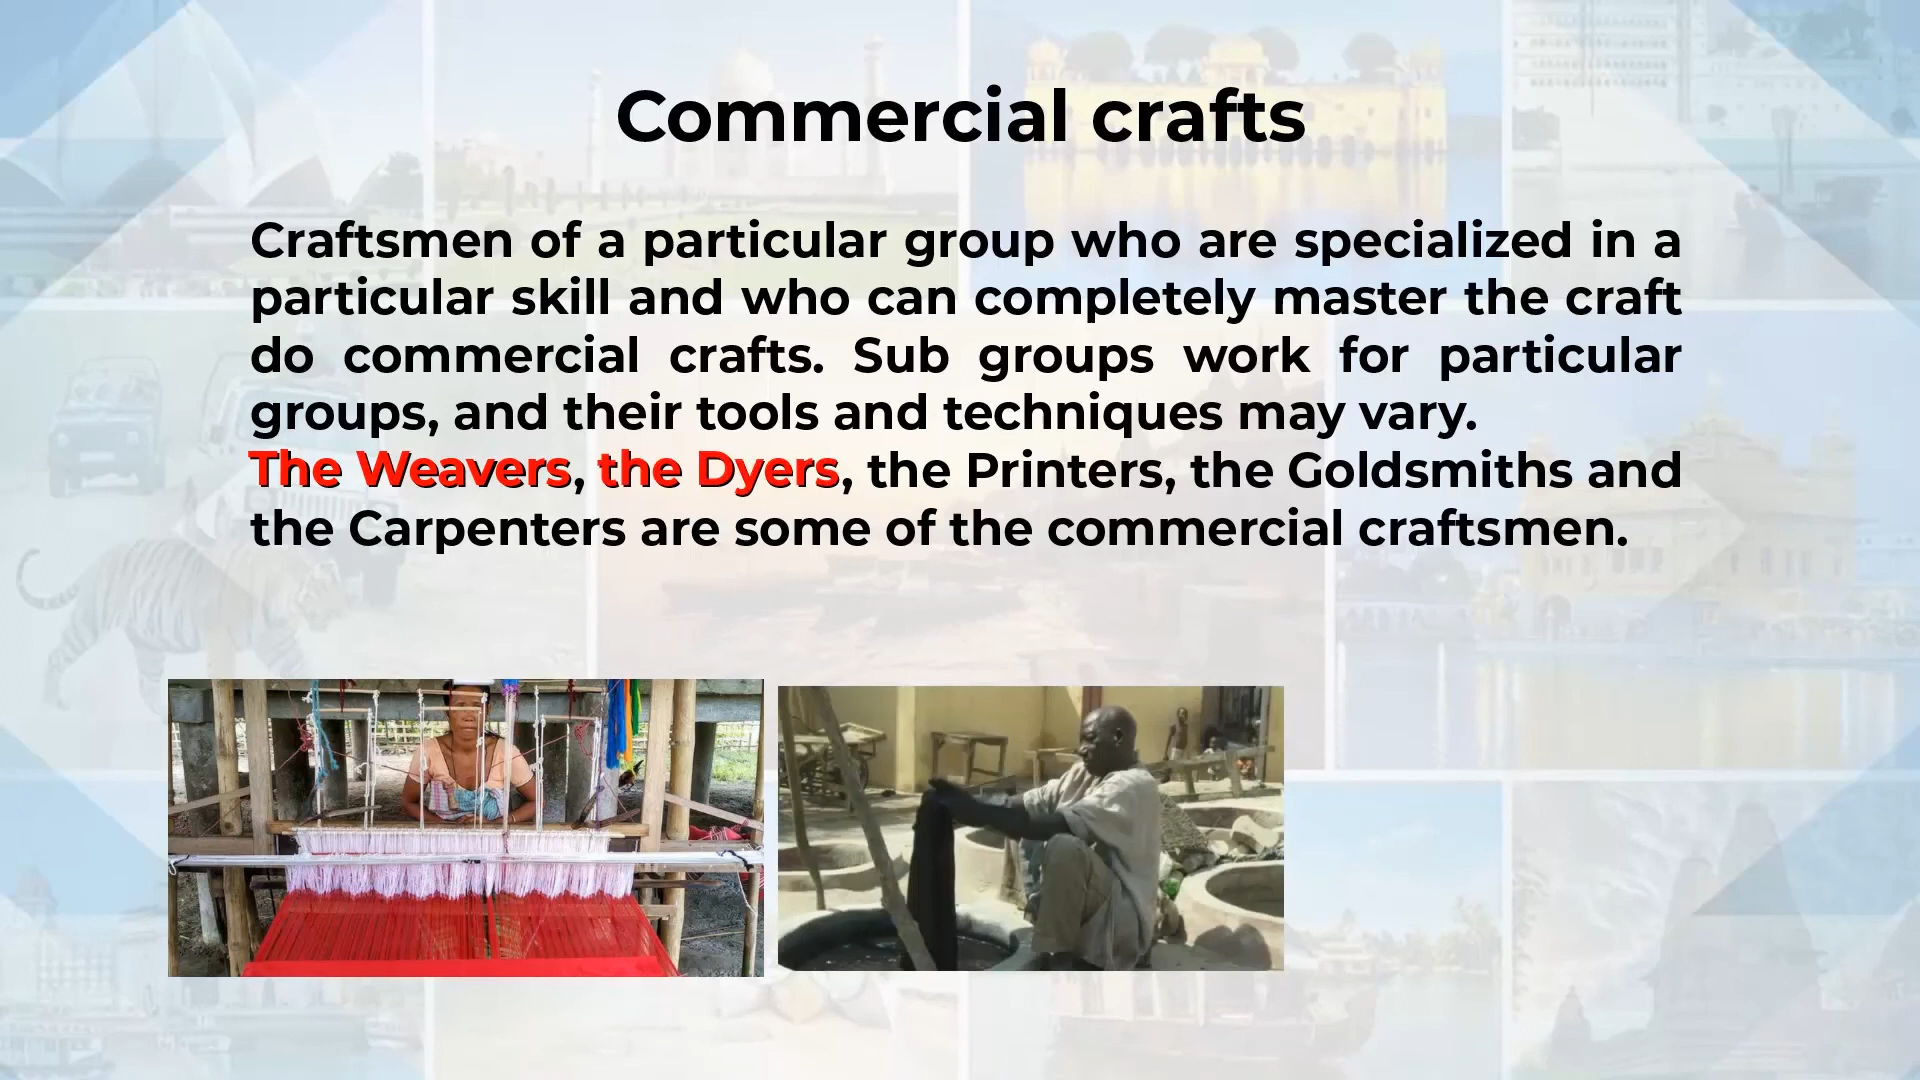 Commercial crafts
Craftsmen of a particular group who are specialized in a
particular skill and who can completely master the craft
do commercial crafts. Sub groups work for particular
groups, and their tools and techniques may vary.
The Weavers, the Dyers, the Printers, the Goldsmiths and
the Carpenters are some of the commercial craftsmen.